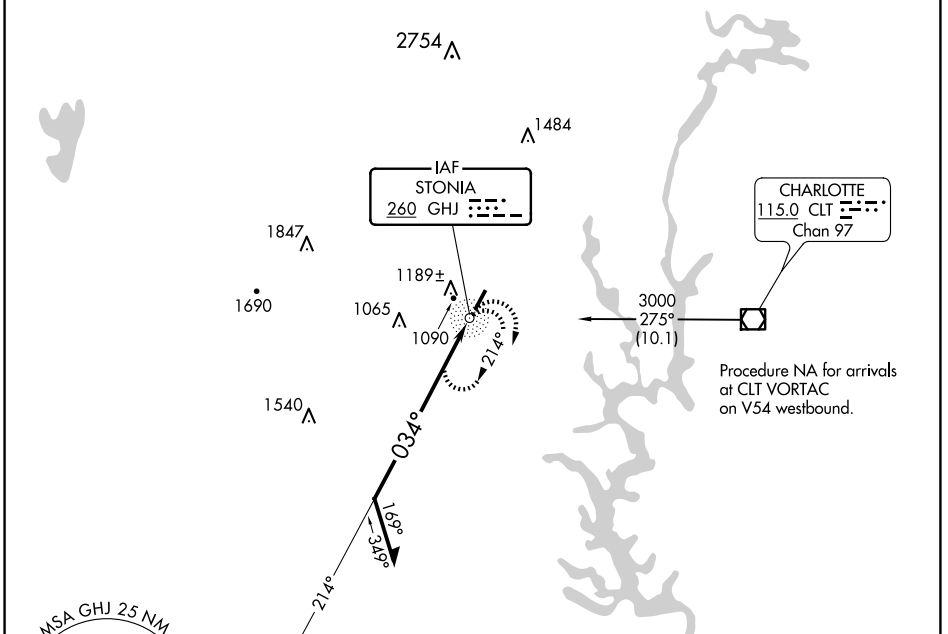 2754
1484
IAF
STONIA
260 GHJ
CHARLOTTE
115.0 CLT
Chan 97
1847
1189±
1690
1065
1090
3000
275°
(10.1)
214°
Procedure NA for arrivals
at CLT VORTAC
on V54 westbound.
1540
034°
169°
349°
214°
MSA GHJ 25 NM